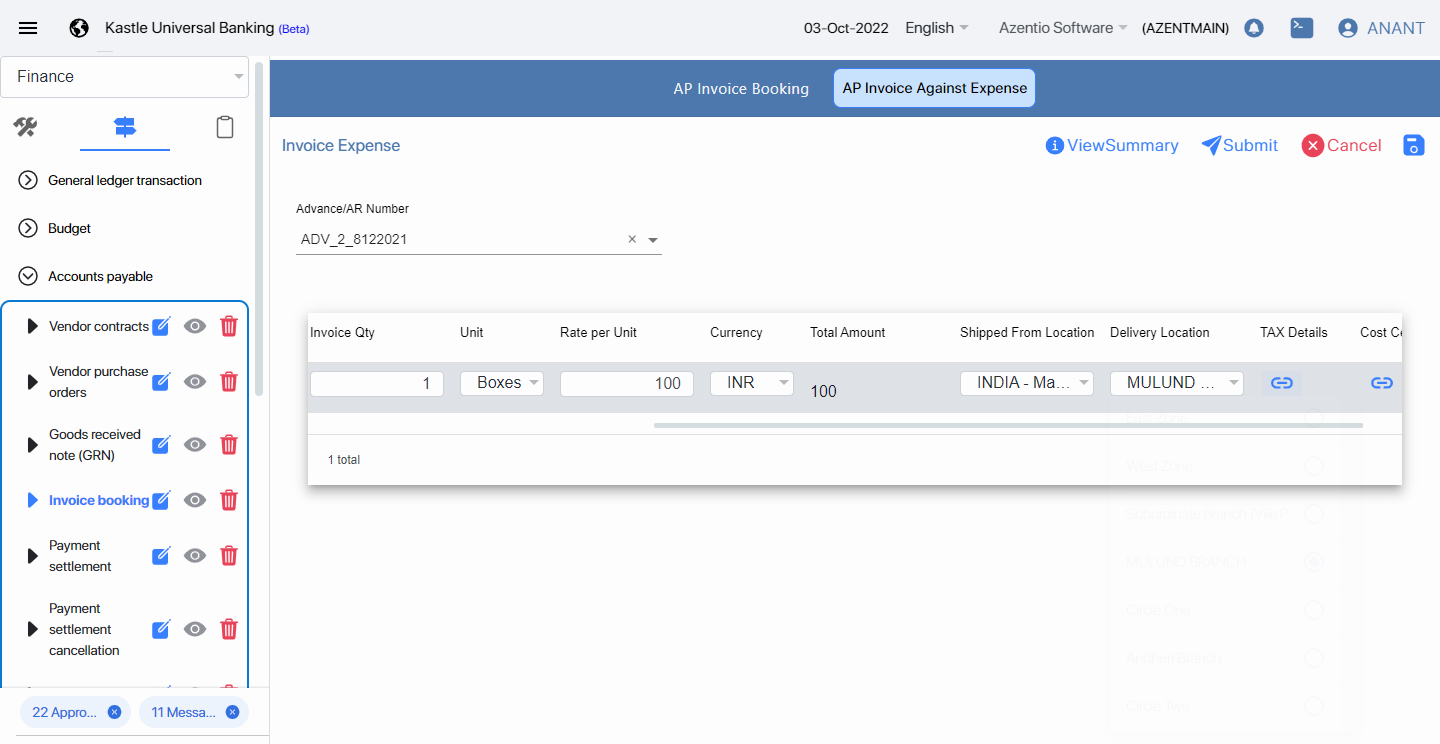 Kastle Universal Banking (Beta)
03-Oct-2022
English
Azentio Software
(AZENTMAIN)
ANANT
Finance
AP Invoice Booking
AP Invoice Against Expense
Invoice Expense
ViewSummary
Submit
Cancel
General ledger transaction
Budget
Accounts payable
Vendor contracts
Vendor purchase
orders
Goods received
note (GRN)
Invoice booking
Payment
settlement
Payment
settlement
cancellation
22 Appro...
11 Messa...
Advance/AR Number
ADV_2_8122021
Invoice Qty
Unit
Rate per Unit
Currency
Total Amount
Shipped From Location
Delivery Location
TAX Details
Cost Ce
1
Boxes
100
INR
100
INDIA - Ma...
MULUND ...
1 total
West Zone
MULUND BRANCH
Circle One
Andheri Branch
Circle Two